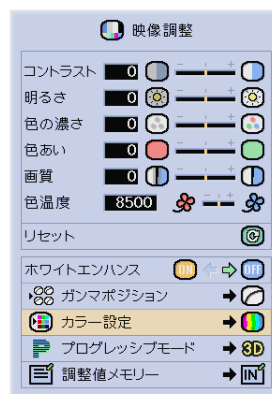 映像調整
コントラスト 0
明るさ 0
色の濃さ 0
色あい 0
画質 0
色温度 8500
リセット
ホワイトエンハンス ON OFF
ガンマポジション
カラー設定
プログレッシブモード 3D
調整値メモリー IN1